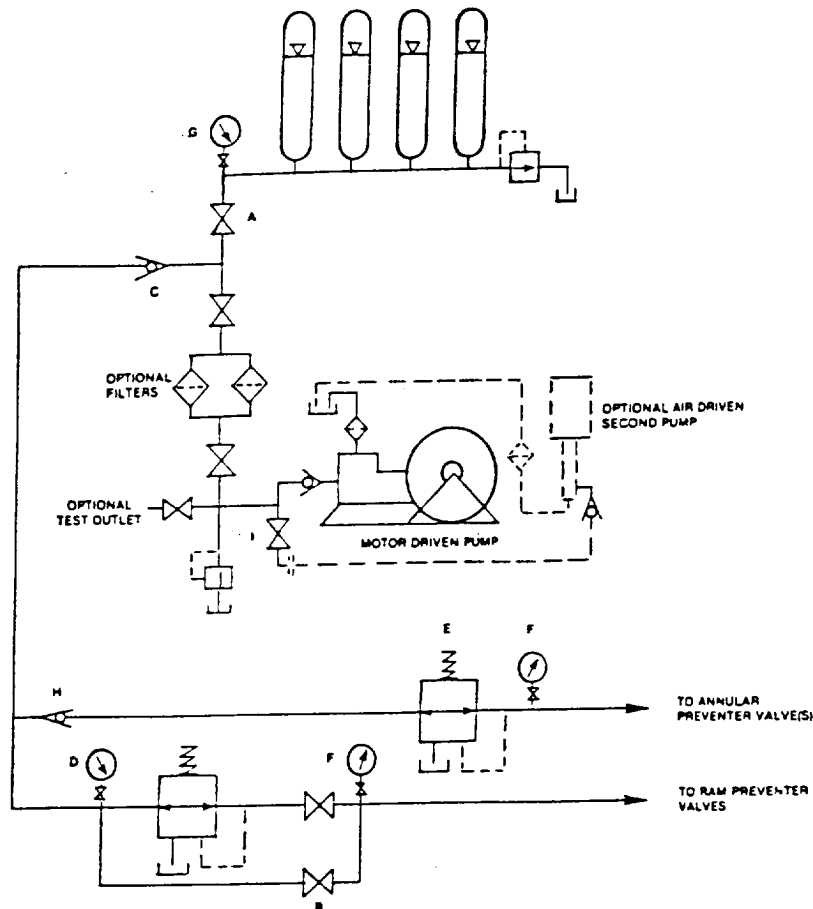 G
A
C
OPTIONAL
FILTERS
OPTIONAL AIR DRIVEN
SECOND PUMP
OPTIONAL
TEST OUTLET
I
MOTOR DRIVEN PUMP
E
F
H
TO ANNULAR
PREVENTER VALVE(S)
D
F
TO RAM PREVENTER
VALVES